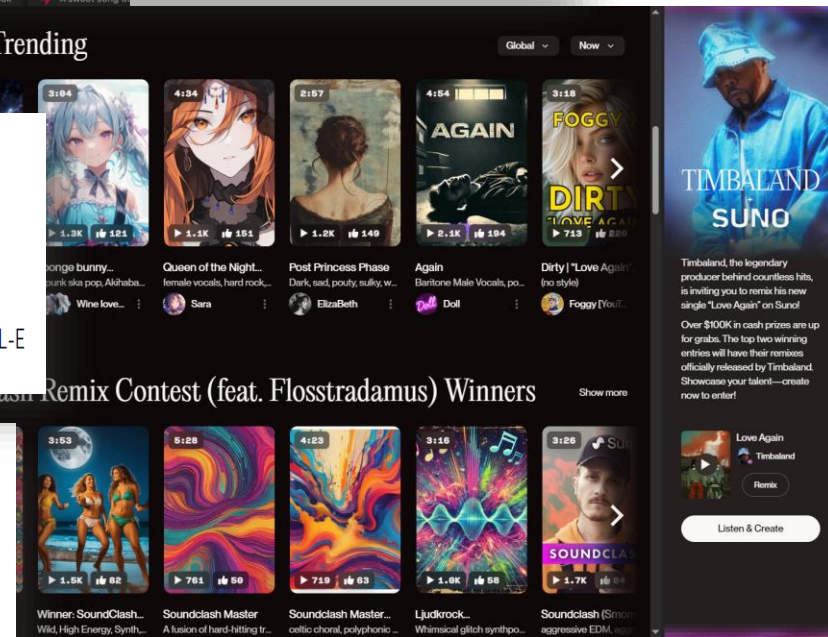 Trending
Global
Now
3:04
4:34
2:57
4:54
3:18
AGAIN
FOGGY
DIRTY
"LOVE AGAIN"
1.3K 121
1.1K 151
1.2K 149
2.1K 194
713 220
bunny...
Queen of the Night...
Post Princess Phase
Again
Dirty | "Love Again"
punk ska pop, Akihaba...
female vocals, hard rock,...
Dark, sad, pouty, sulky, w...
Baritone Male Vocals, po...
(no style)
Wine love...
Sara
ElizaBeth
Doll
Doll
Foggy [YouT...
L-E
Remix Contest (feat. Flosstradamus) Winners
Show more
3:53
5:28
4:23
3:16
3:26
SOUNDCLA
1.5K 82
761 50
719 63
1.0K 58
1.7K
Winner: SoundClash...
Soundclash Master
Soundclash Master...
Ljudkrock...
Soundclash
Wild, High Energy, Synth,...
A fusion of hard-hitting tr...
celtic choral, polyphonic ...
Whimsical glitch synthpo...
aggressive EDM,
TIMBALAND
SUNO
Timbaland, the legendary
producer behind countless hits,
is inviting you to remix his new
single "Love Again" on Suno!
Over $100K in cash prizes are up
for grabs. The top two winning
entries will have their remixes
officially released by Timbaland.
Showcase your talent—create
now to enter!
Love Again
Timbaland
Remix
Listen & Create